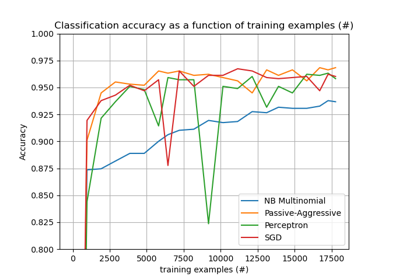 Classification accuracy as a function of training examples (#)
1.000
0.975
0.950
0.925
0.900
0.875
0.850
0.825
0.800
Accuracy
NB Multinomial
Passive-Aggressive
Perceptron
SGD
0 2500 5000 7500 10000 12500 15000 17500
training examples (#)